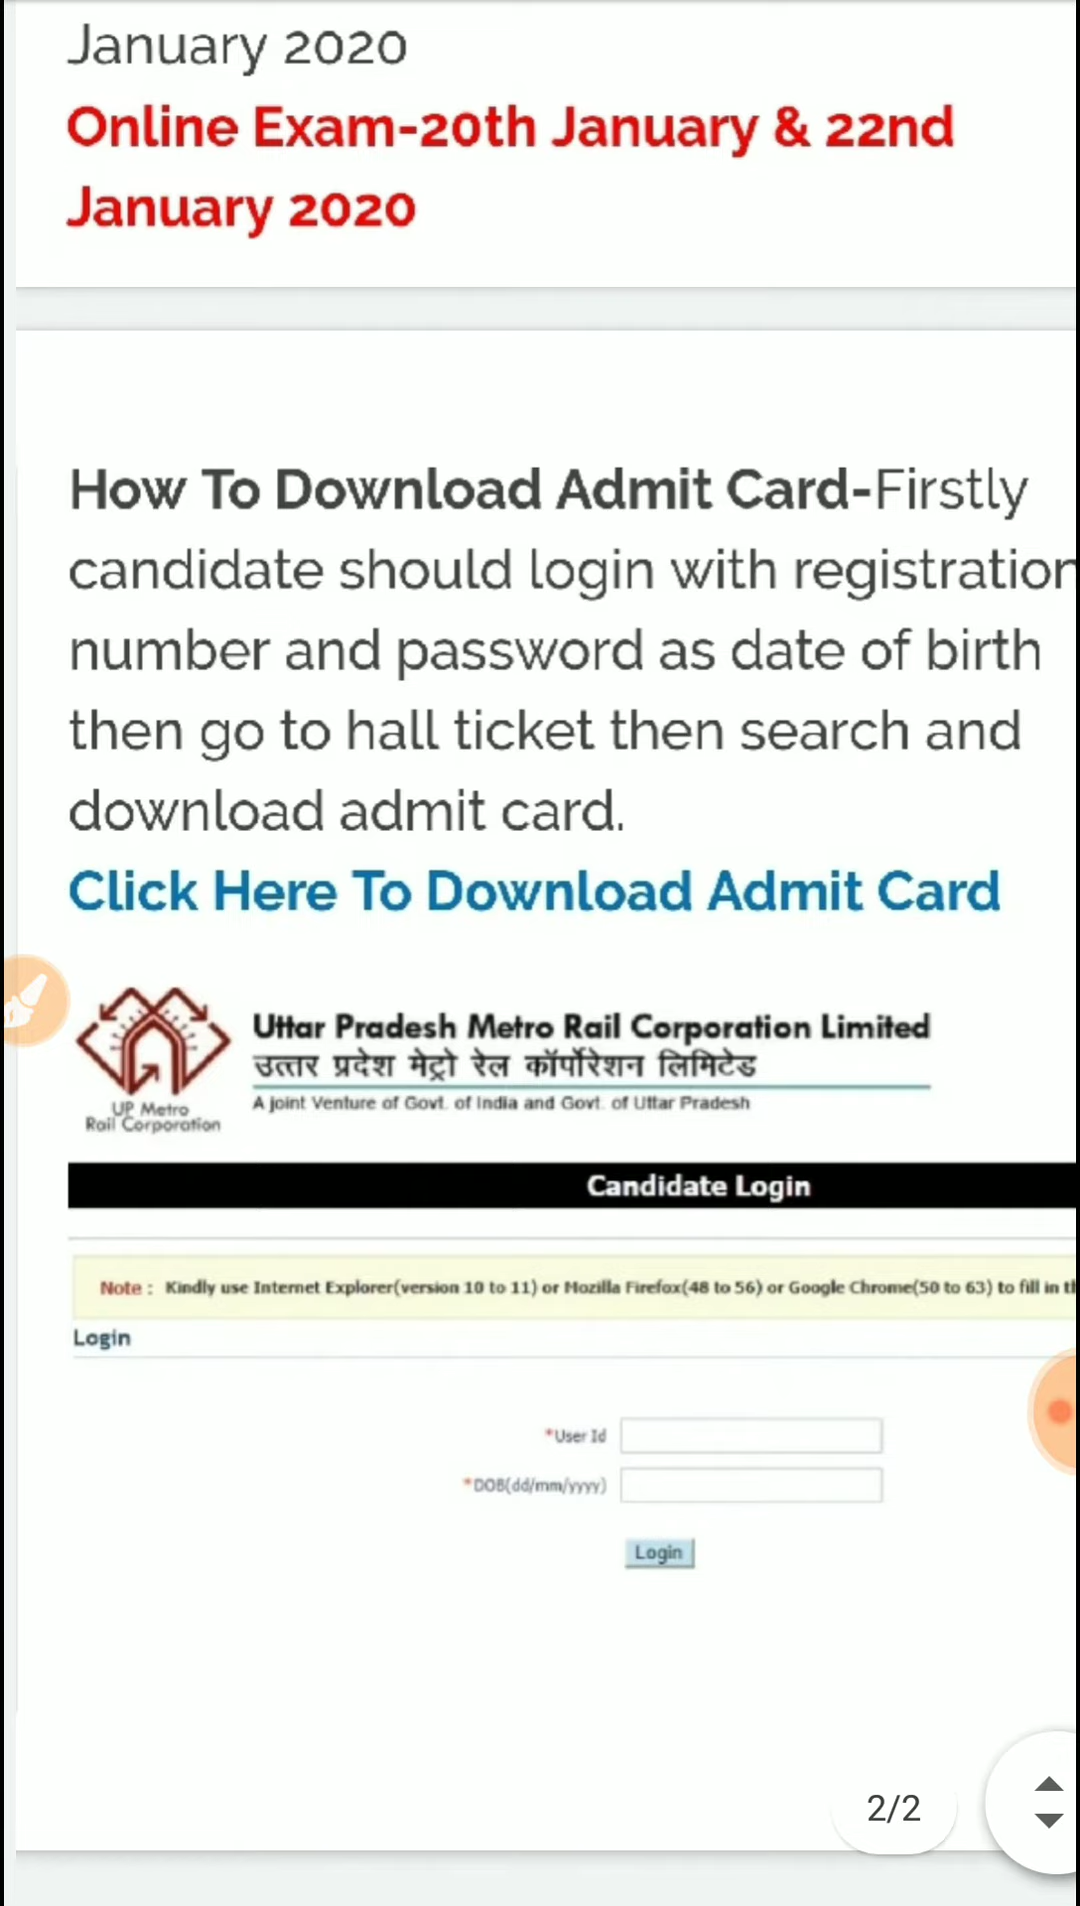 January 2020
Online Exam-20th January & 22nd
January 2020
How To Download Admit Card-Firstly
candidate should login with registration
number and password as date of birth
then go to hall ticket then search and
download admit card.
Click Here To Download Admit Card
Uttar Pradesh Metro Rail Corporation Limited
उत्तर प्रदेश मेट्रो रेल कॉर्पोरेशन लिमिटेड
A joint Venture of Govt. of India and Govt. of Uttar Pradesh
UP Metro
Rail Corporation
Candidate Login
Note : Kindly use Internet Explorer(version 10 to 11) or Mozilla Firefox(48 to 56) or Google Chrome(50 to 63) to fill in
Login
*User Id
*DOB(dd/mm/yyyy)
Login
2/2